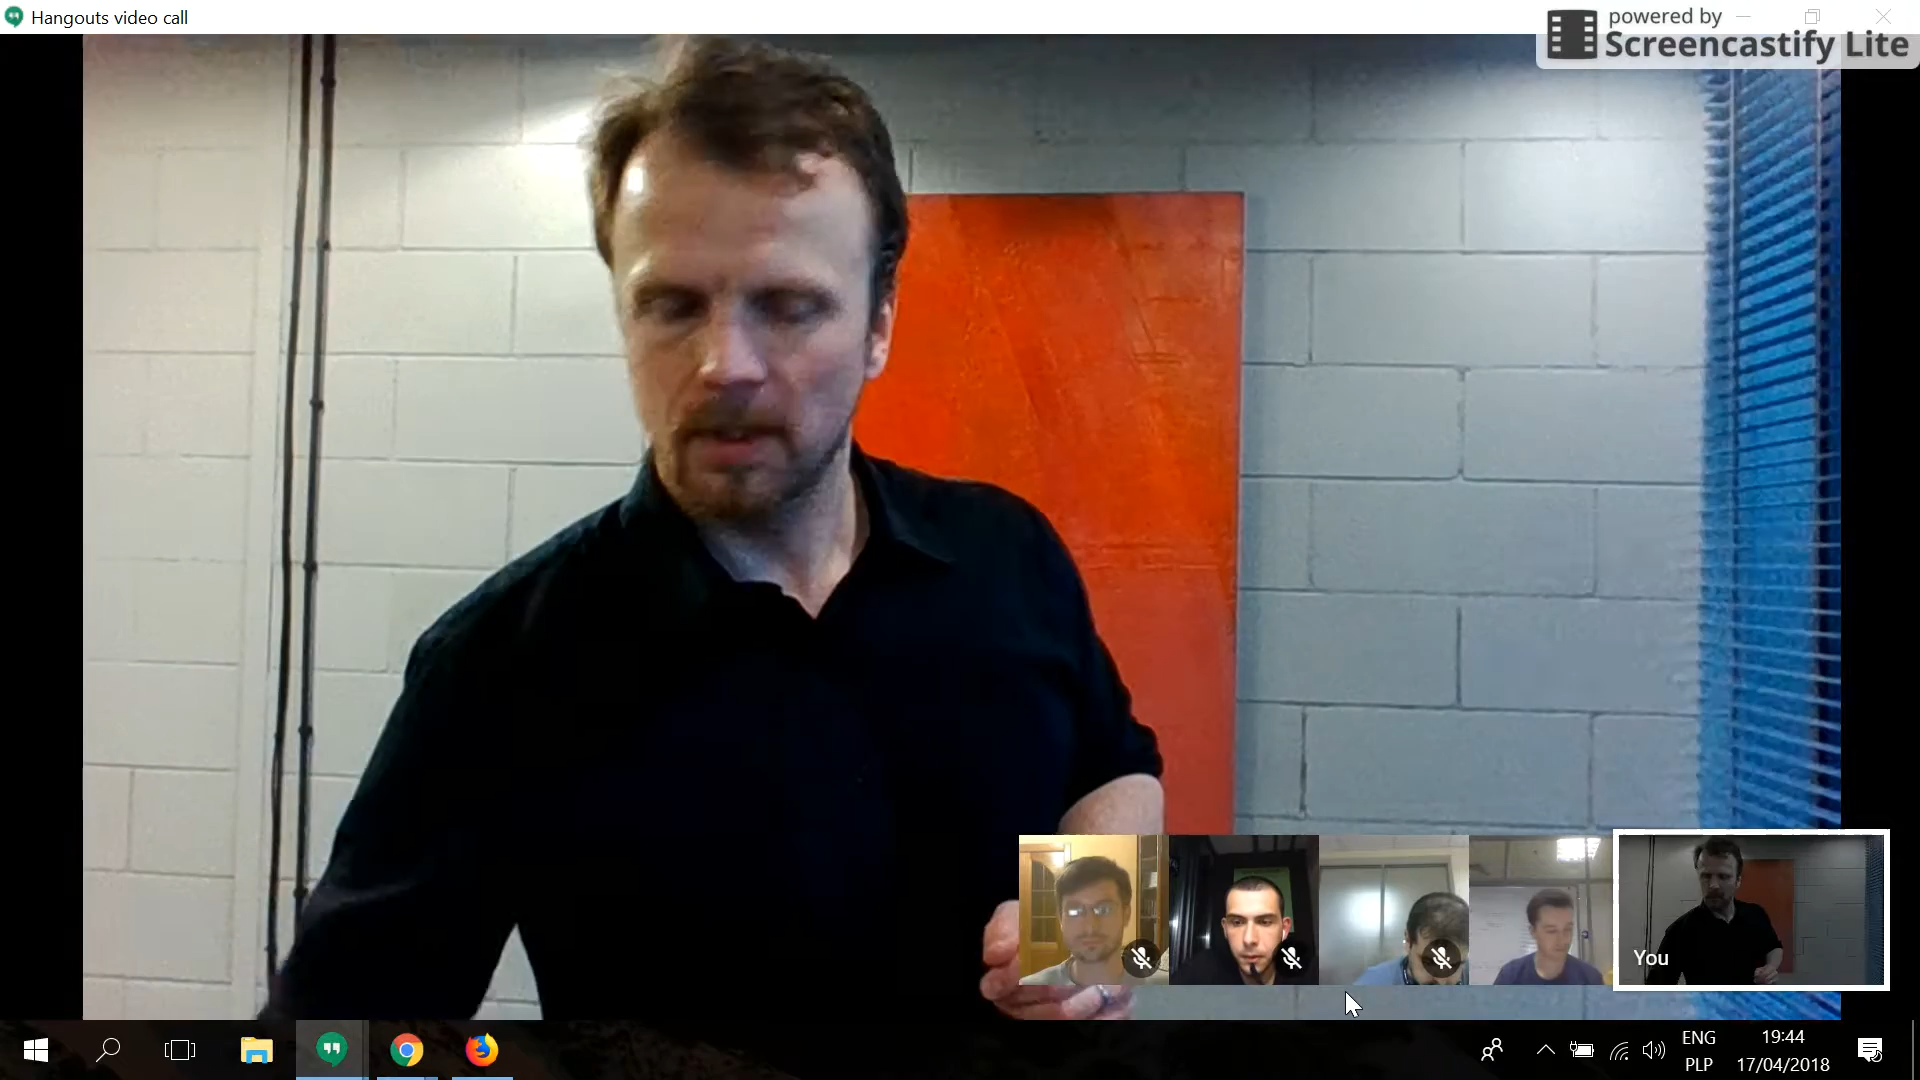 Hangouts video call
powered by
Screencastify Lite
You
ENG
PLP
19:44
17/04/2018